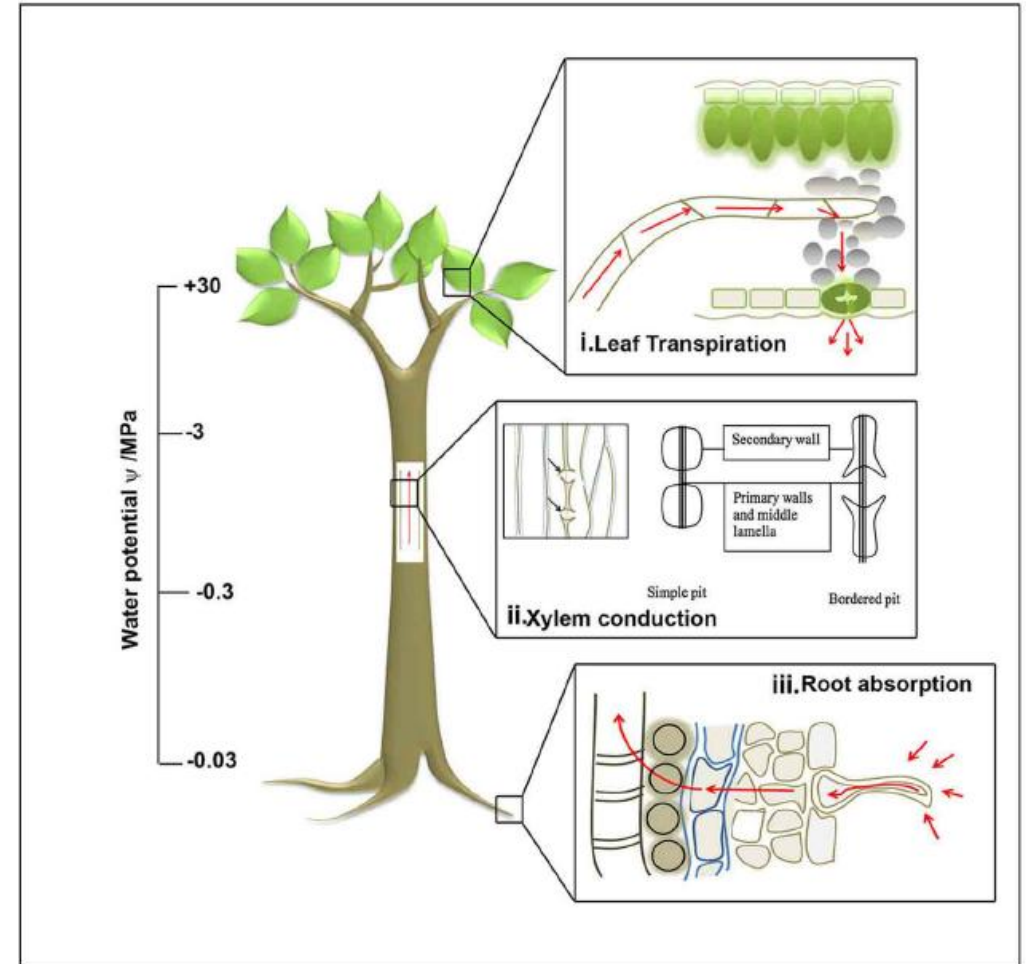 i.Leaf Transpiration
+30
-3
-0.3
-0.03
Water potential ψ /MPa
Secondary wall
Primary walls
and middle
lamella
Simple pit
Bordered pit
ii.Xylem conduction
iii.Root absorption